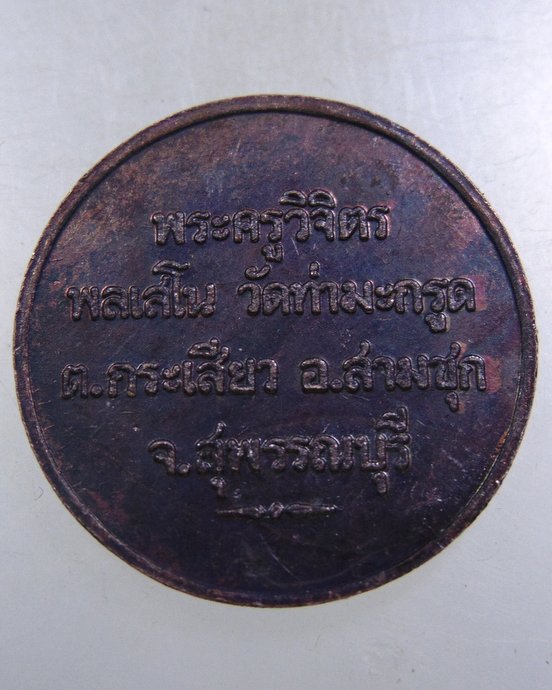 พระครูวิจิตร
พลเสโน วัดท่ามะกรูด
ต.กระเสียว อ.สามชุก
จ.สุพรรณบุรี